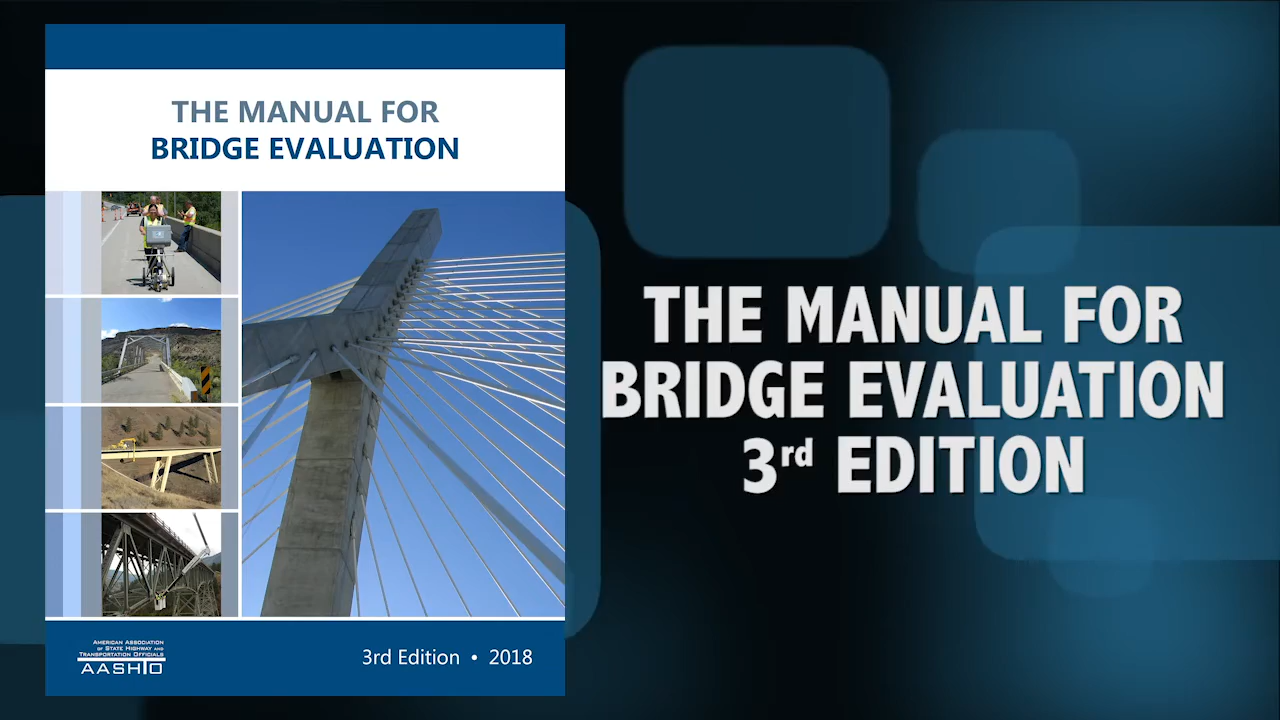 THE MANUAL FOR
BRIDGE EVALUATION
AMERICAN ASSOCIATION
OF STATE HIGHWAY AND
TRANSPORTATION OFFICIALS
AASHTO
3rd Edition • 2018
THE MANUAL FOR
BRIDGE EVALUATION
3rd EDITION